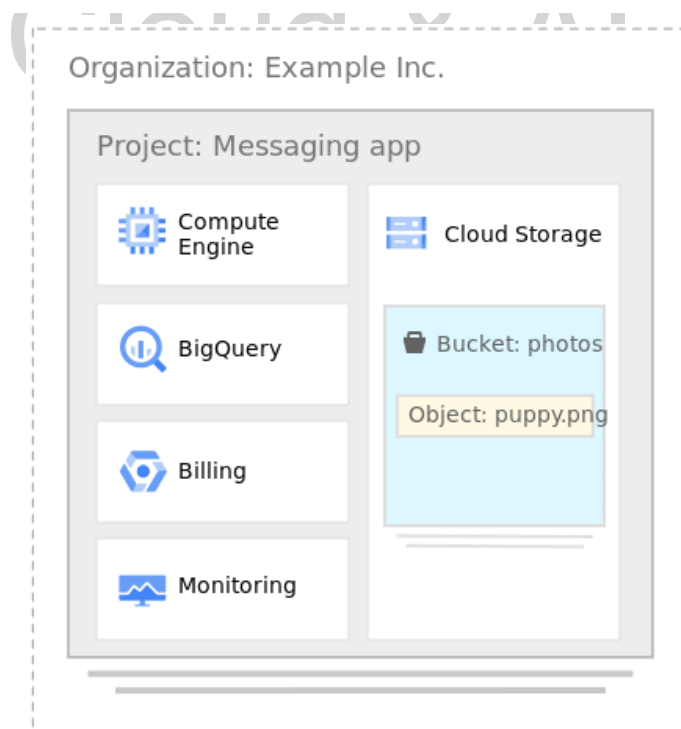 Organization: Example Inc.
Project: Messaging app
Compute
Engine
BigQuery
Billing
Monitoring
Cloud Storage
Bucket: photos
Object: puppy.png